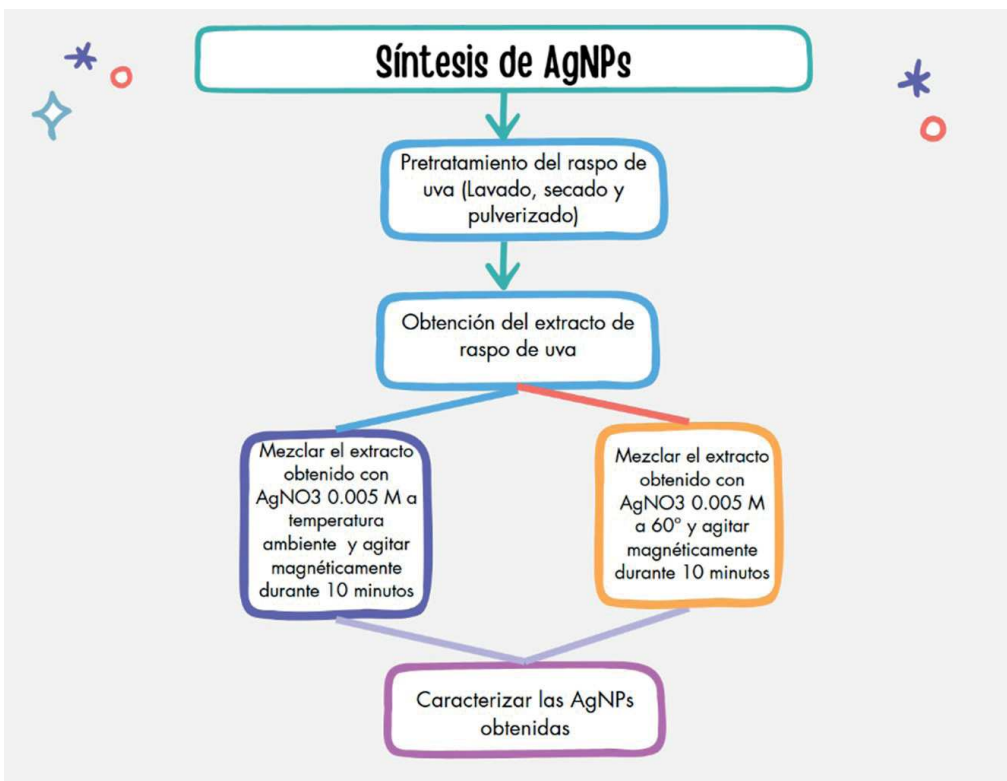 Síntesis de AgNPs
Pretratamiento del raspo de
uva (Lavado, secado y
pulverizado)
Obtención del extracto de
raspo de uva
Mezclar el extracto
obtenido con
AgNO3 0.005 M a
temperatura
ambiente y agitar
magnéticamente
durante 10 minutos
Mezclar el extracto
obtenido con
AgNO3 0.005 M
a 60° y agitar
magnéticamente
durante 10 minutos
Caracterizar las AgNPs
obtenidas